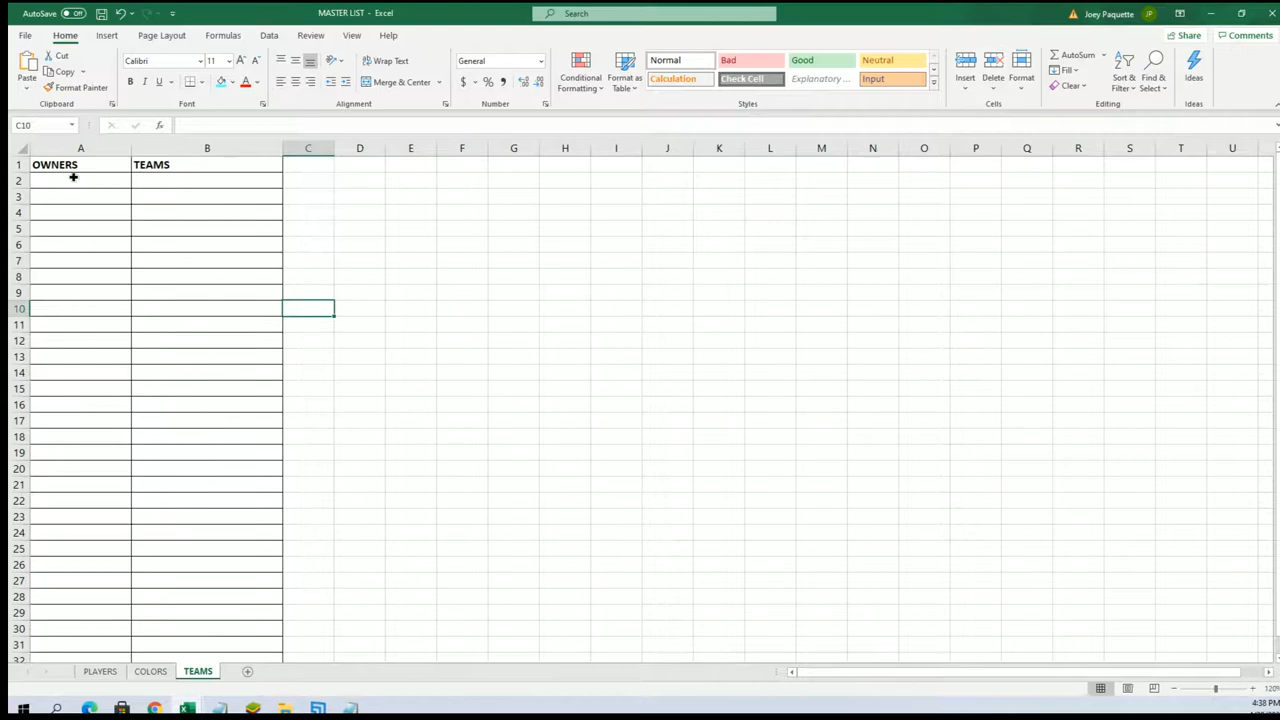 AutoSave Off MASTER LIST - Excel Search Joey Paquette JP
File Home Insert Page Layout Formulas Data Review View Help Share Comments
Cut Calibri 11 A A Wrap Text General Normal Bad Good Neutral AutoSum
Copy Paste Conditional Format as Insert Delete Format Fill Sort & Find &
Format Painter B I U A Merge & Center $ % Formatting Table Calculation Check Cell Explanatory ... Input Clear Filter Select Ideas
Clipboard Font Alignment Number Styles Cells Editing Ideas
C10 fx
A B C D E F G H I J K L M N O P Q R S T U
1 OWNERS TEAMS
2
3
4
5
6
7
8
9
10
11
12
13
14
15
16
17
18
19
20
21
22
23
24
25
26
27
28
29
30
31
32
PLAYERS COLORS TEAMS
120%
4:38 PM